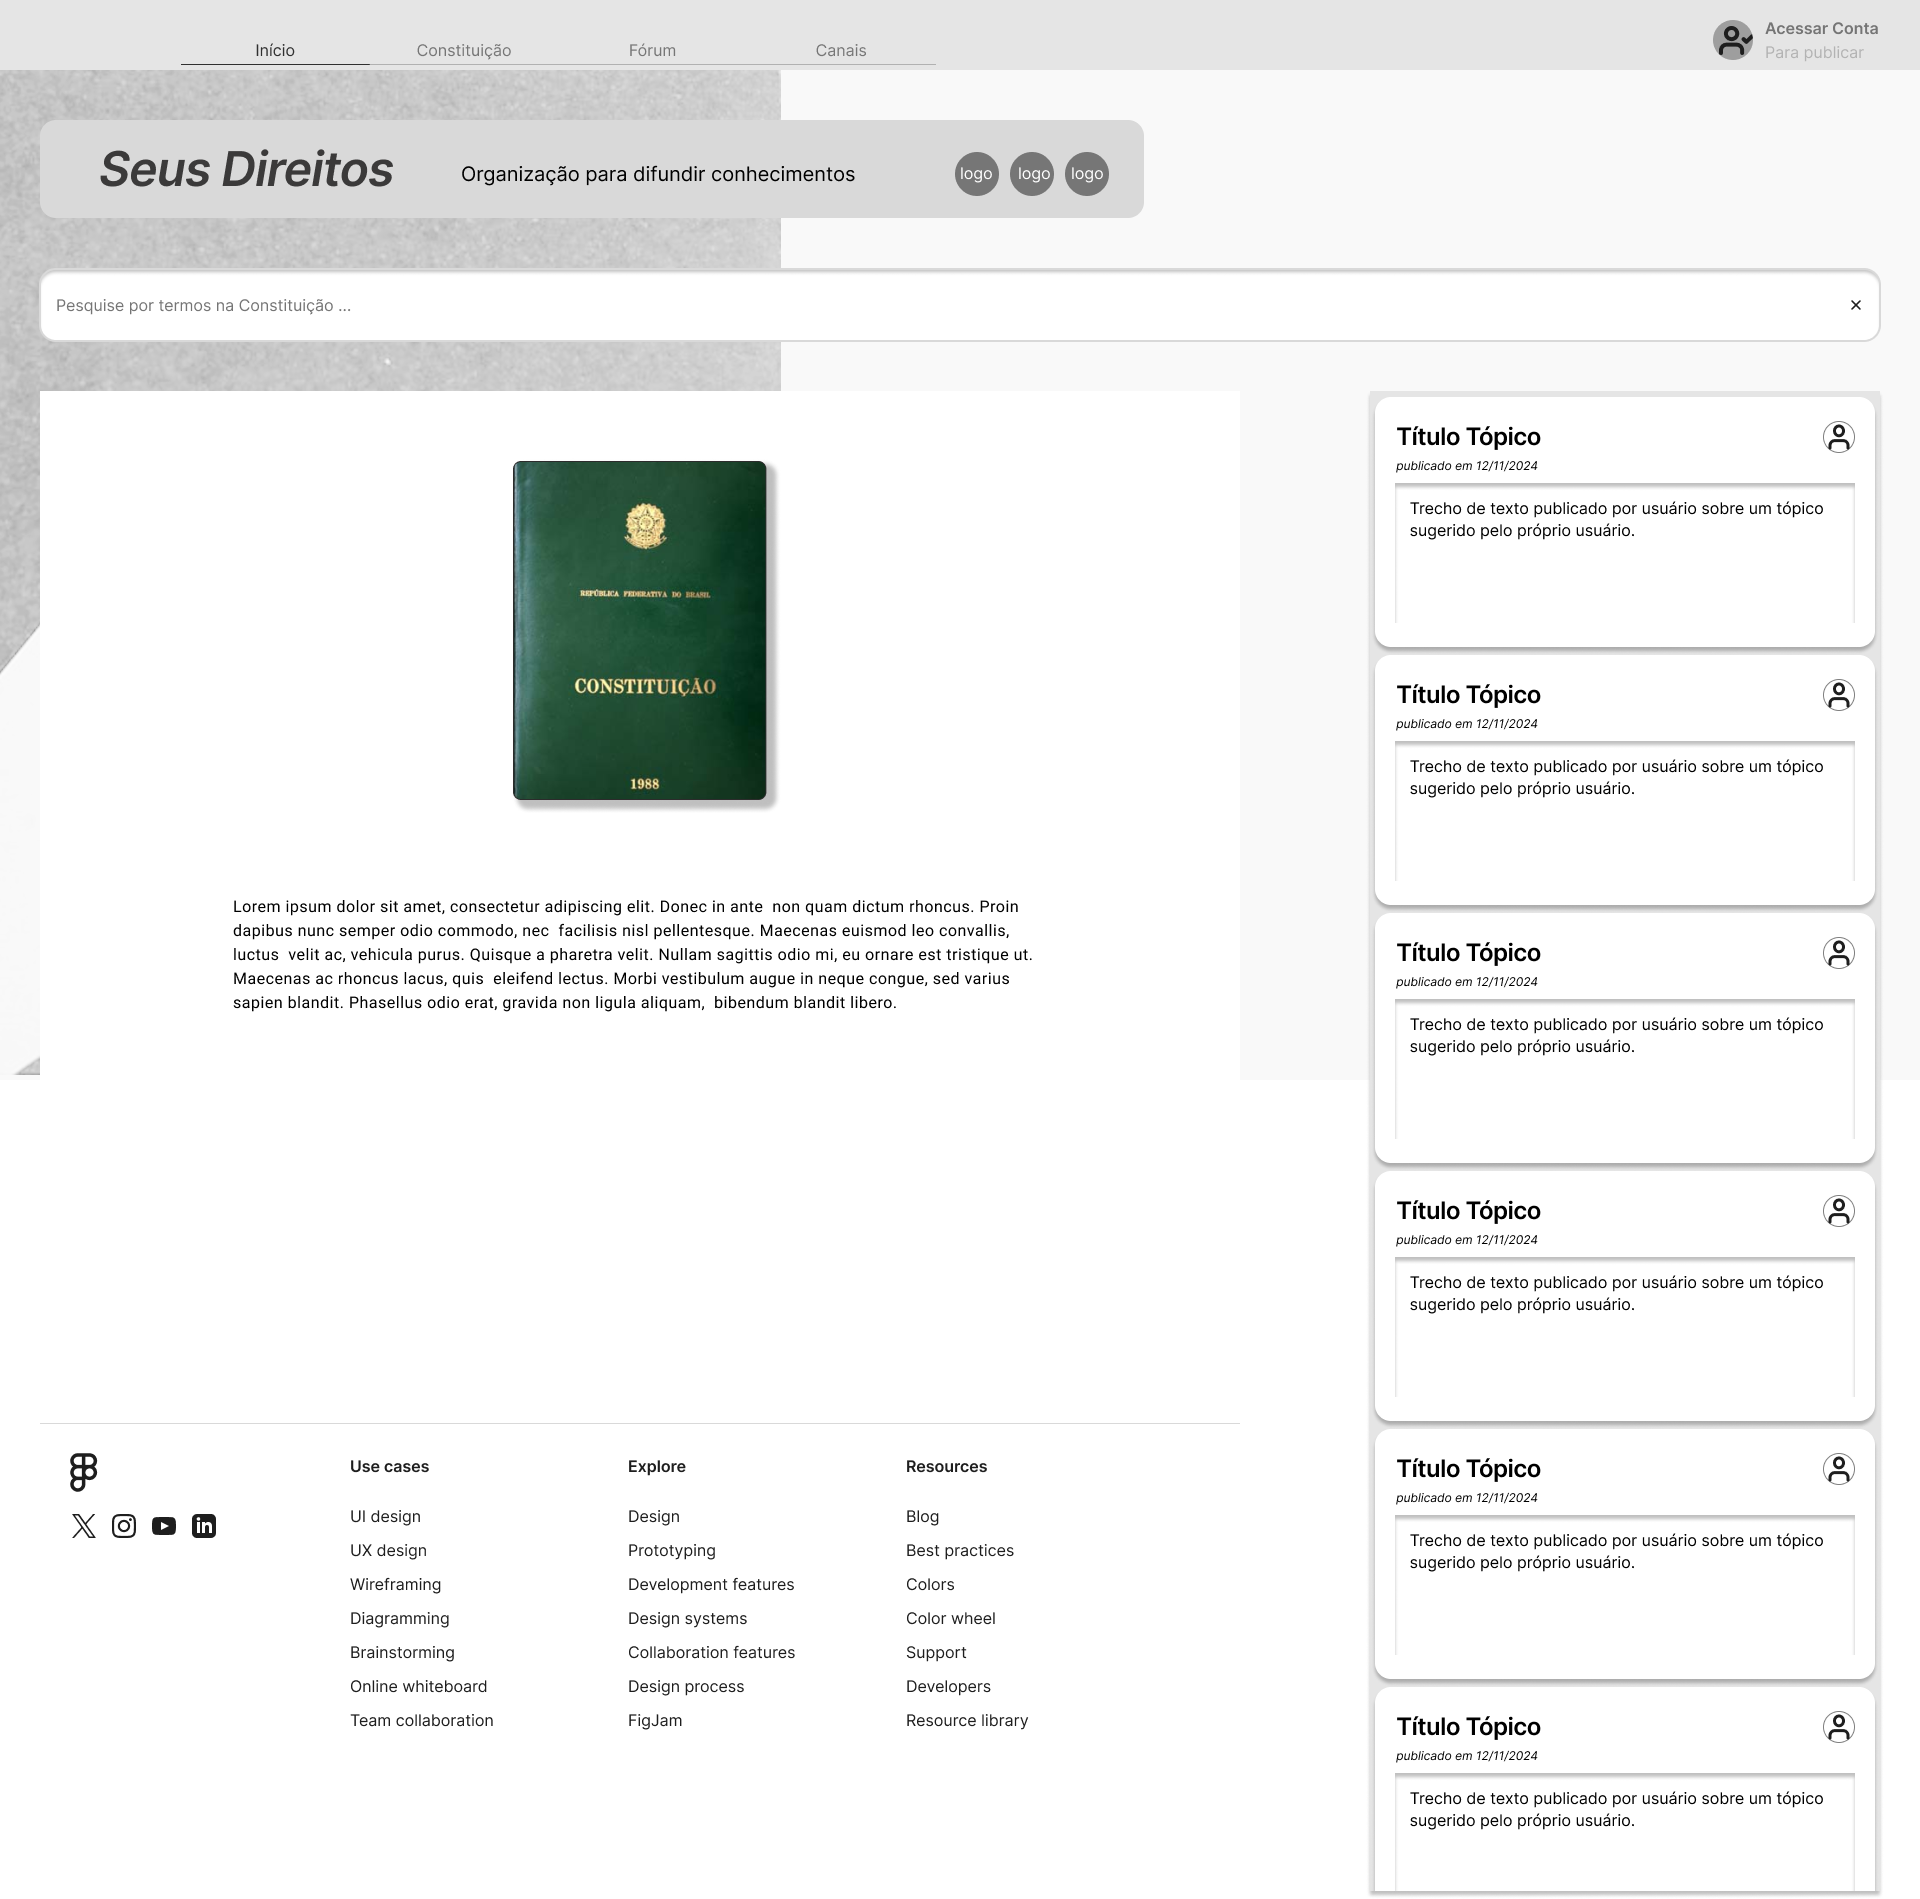 Início
Constituição
Fórum
Canais
Acessar Conta
Para publicar
Seus Direitos
Organização para difundir conhecimentos
logo
logo
logo
Pesquise por termos na Constituição ...
REPÚBLICA FEDERATIVA DO BRASIL
CONSTITUIÇÃO
1988
Lorem ipsum dolor sit amet, consectetur adipiscing elit. Donec in ante  non quam dictum rhoncus. Proin
dapibus nunc semper odio commodo, nec  facilisis nisl pellentesque. Maecenas euismod leo convallis,
luctus  velit ac, vehicula purus. Quisque a pharetra velit. Nullam sagittis odio mi, eu ornare est tristique ut.
Maecenas ac rhoncus lacus, quis  eleifend lectus. Morbi vestibulum augue in neque congue, sed varius
sapien blandit. Phasellus odio erat, gravida non ligula aliquam,  bibendum blandit libero.
Título Tópico
publicado em 12/11/2024
Trecho de texto publicado por usuário sobre um tópico
sugerido pelo próprio usuário.
Título Tópico
publicado em 12/11/2024
Trecho de texto publicado por usuário sobre um tópico
sugerido pelo próprio usuário.
Título Tópico
publicado em 12/11/2024
Trecho de texto publicado por usuário sobre um tópico
sugerido pelo próprio usuário.
Título Tópico
publicado em 12/11/2024
Trecho de texto publicado por usuário sobre um tópico
sugerido pelo próprio usuário.
Título Tópico
publicado em 12/11/2024
Trecho de texto publicado por usuário sobre um tópico
sugerido pelo próprio usuário.
Título Tópico
publicado em 12/11/2024
Trecho de texto publicado por usuário sobre um tópico
sugerido pelo próprio usuário.
Use cases
UI design
UX design
Wireframing
Diagramming
Brainstorming
Online whiteboard
Team collaboration
Explore
Design
Prototyping
Development features
Design systems
Collaboration features
Design process
FigJam
Resources
Blog
Best practices
Colors
Color wheel
Support
Developers
Resource library